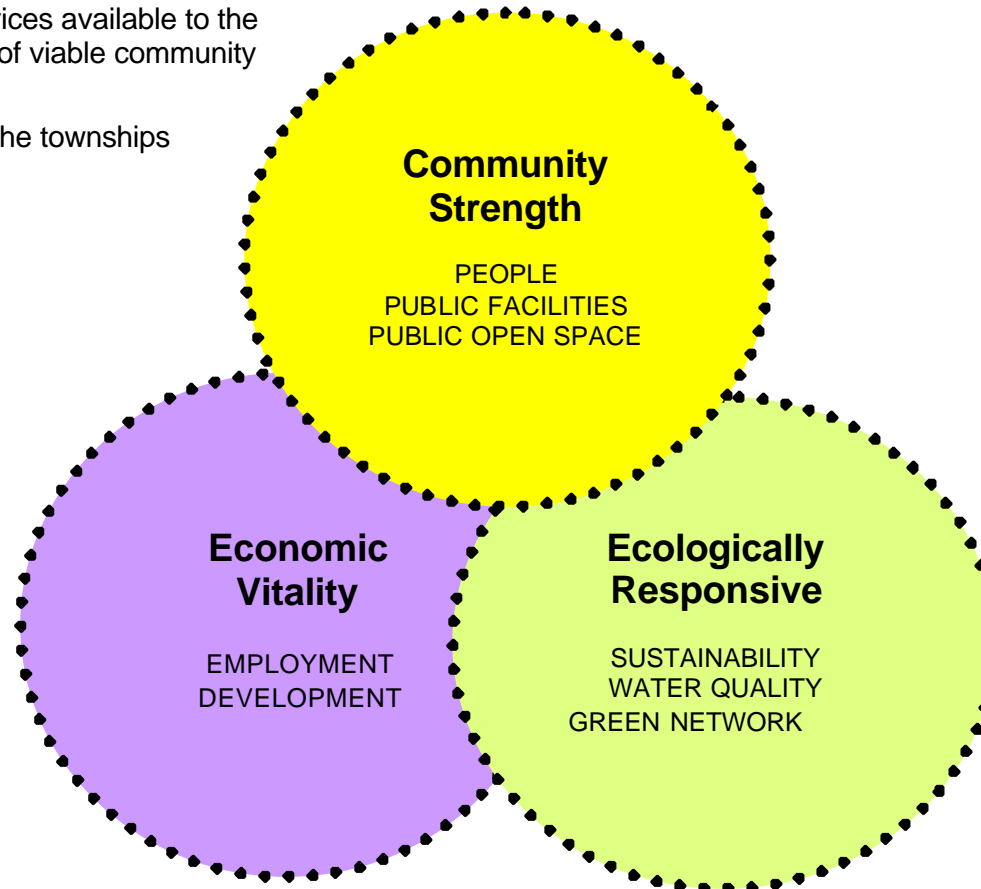 vices available to the
of viable community
he townships
Community
Strength
PEOPLE
PUBLIC FACILITIES
PUBLIC OPEN SPACE
Economic
Vitality
EMPLOYMENT
DEVELOPMENT
Ecologically
Responsive
SUSTAINABILITY
WATER QUALITY
GREEN NETWORK